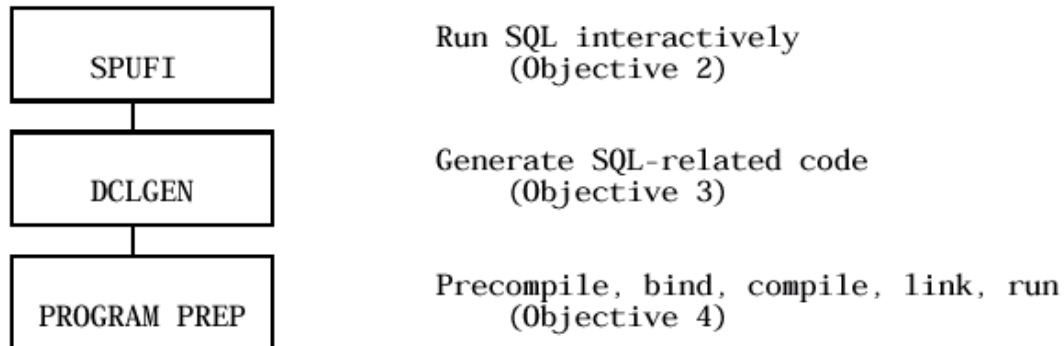 SPUFI
Run SQL interactively
(Objective 2)
DCLGEN
Generate SQL-related code
(Objective 3)
PROGRAM PREP
Precompile, bind, compile, link, run
(Objective 4)